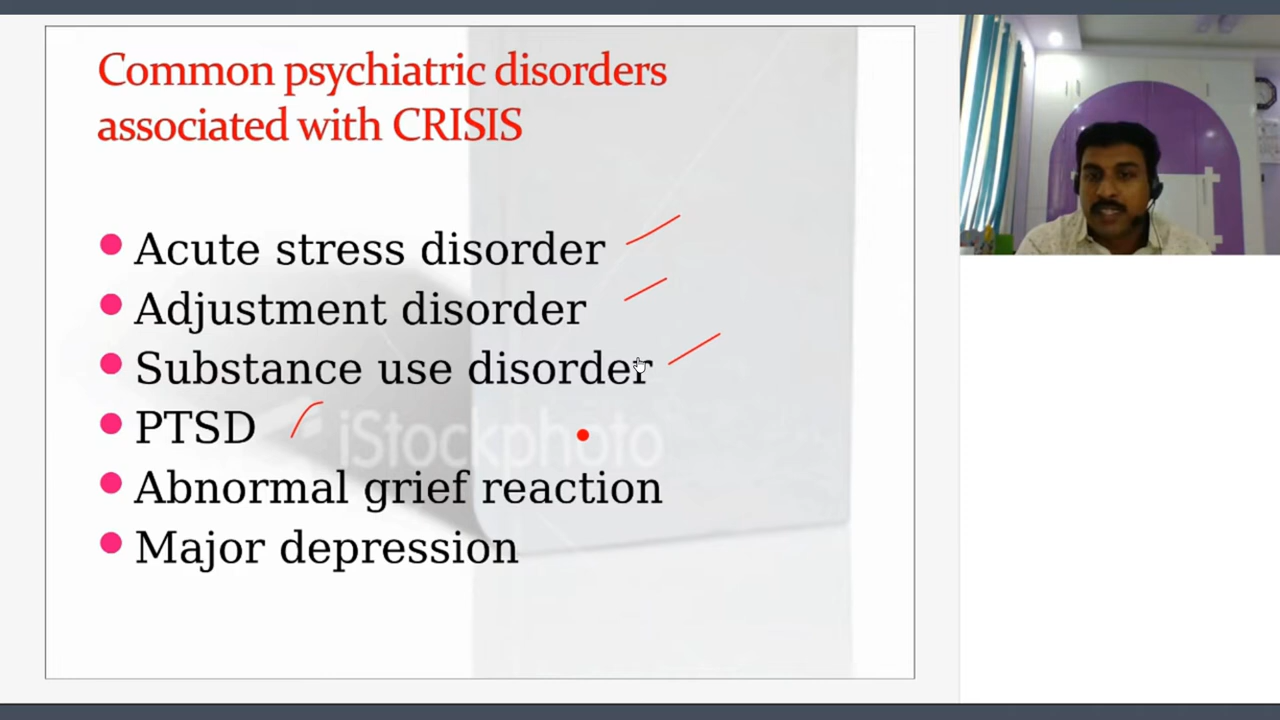 Common psychiatric disorders
associated with CRISIS
Acute stress disorder
Adjustment disorder
Substance use disorder
PTSD
iStockphoto
Abnormal grief reaction
Major depression